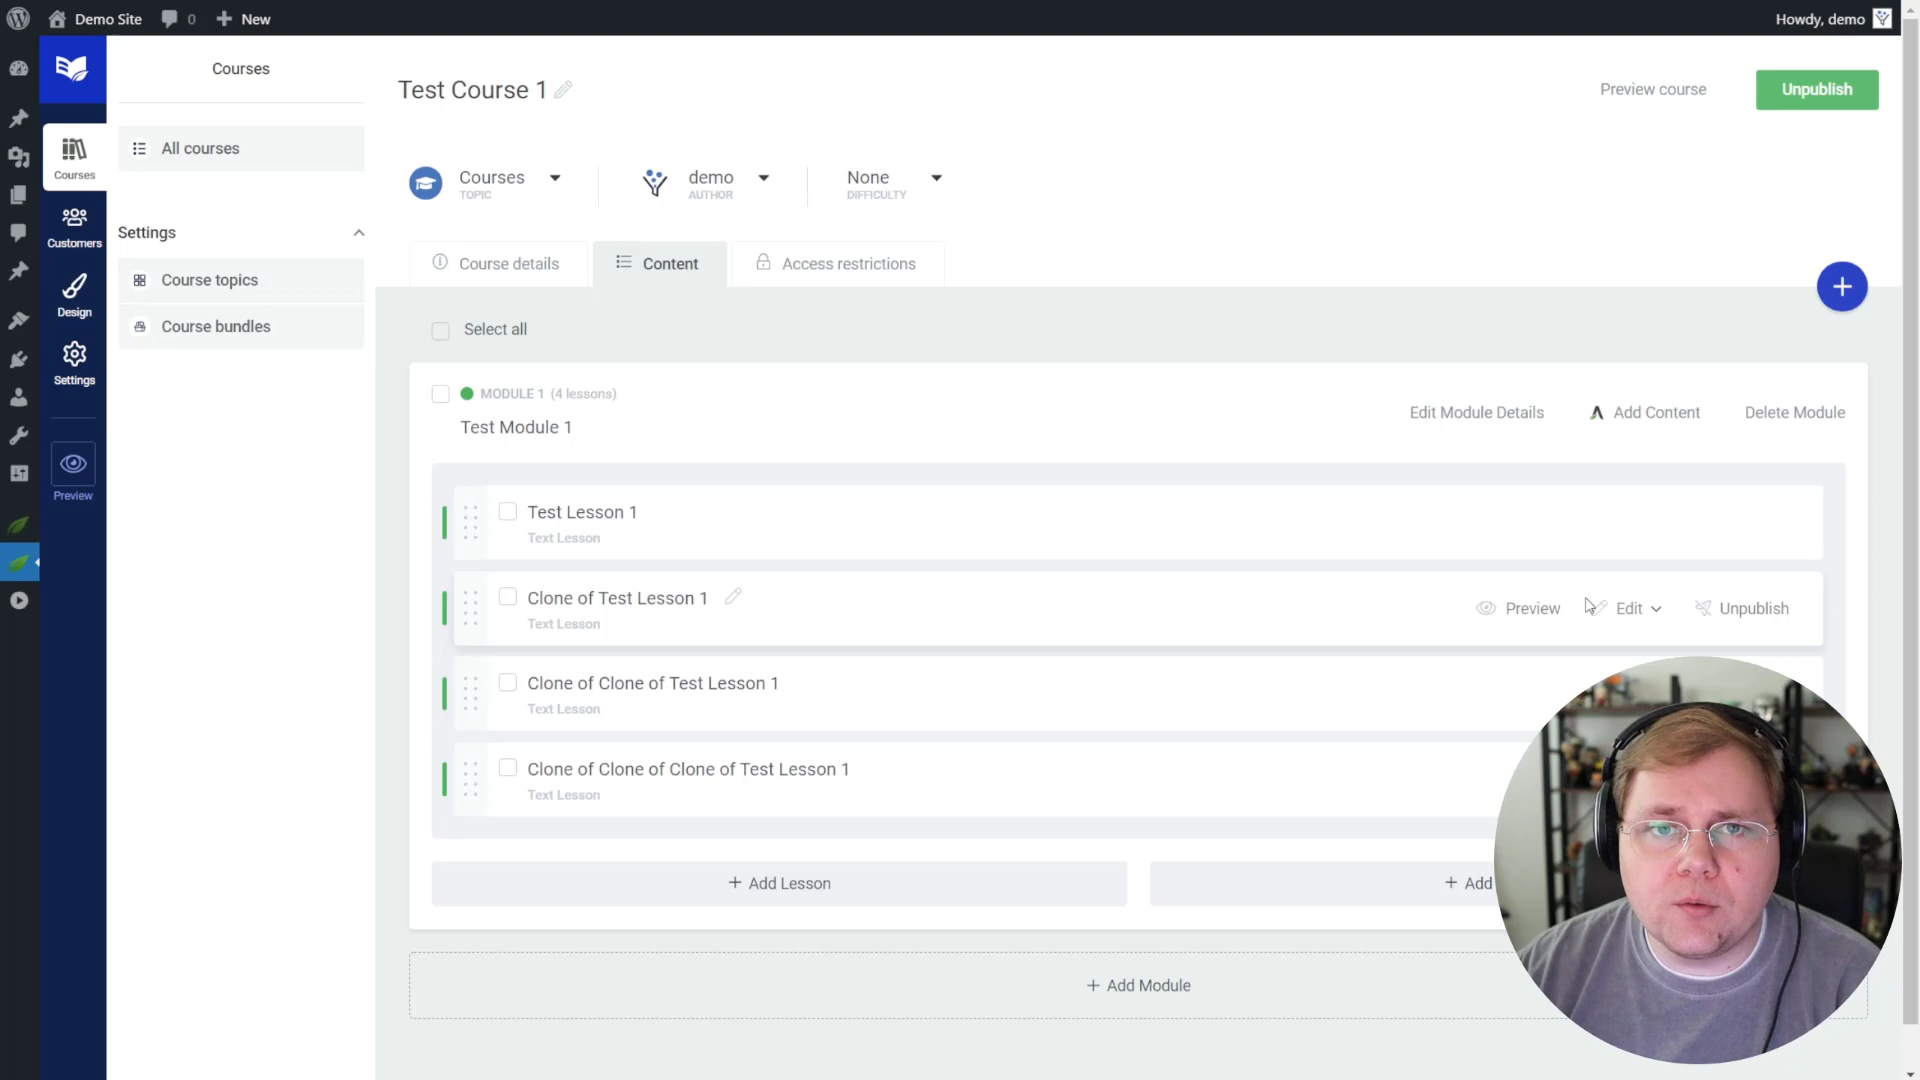 Demo Site
0
New
Howdy, demo
Courses
Customers
Design
Settings
Preview
Courses
All courses
Settings
Course topics
Course bundles
Test Course 1
Preview course
Unpublish
Courses
TOPIC
demo
AUTHOR
None
DIFFICULTY
Course details
Content
Access restrictions
Select all
MODULE 1 (4 lessons)
Test Module 1
Edit Module Details
Add Content
Delete Module
Test Lesson 1
Text Lesson
Clone of Test Lesson 1
Text Lesson
Preview
Edit
Unpublish
Clone of Clone of Test Lesson 1
Text Lesson
Clone of Clone of Clone of Test Lesson 1
Text Lesson
+ Add Lesson
+ Add
+ Add Module